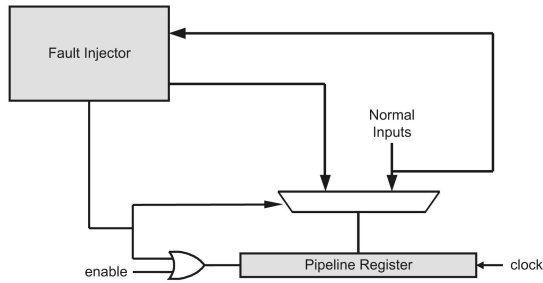 Fault Injector
Normal
Inputs
Pipeline Register
clock
enable